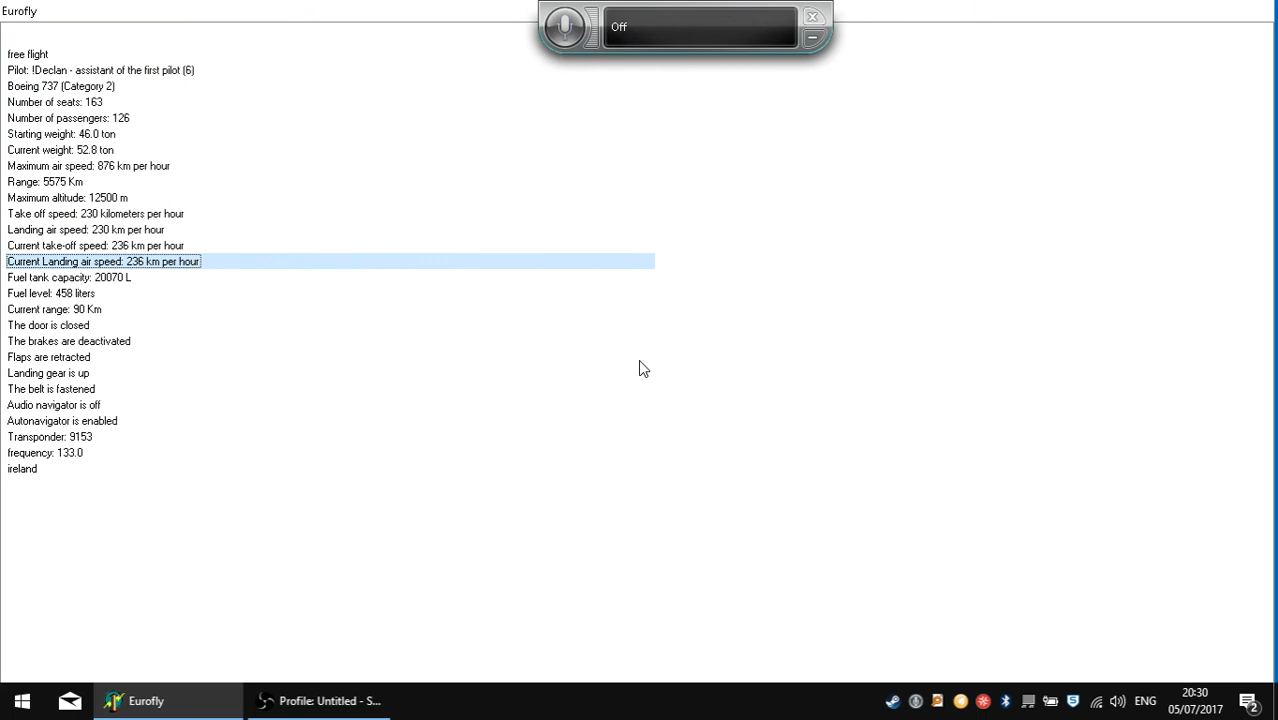 Eurofly
Off
free flight
Pilot: !Declan - assistant of the first pilot (6)
Boeing 737 (Category 2)
Number of seats: 163
Number of passengers: 126
Starting weight: 46.0 ton
Current weight: 52.8 ton
Maximum air speed: 876 km per hour
Range: 5575 Km
Maximum altitude: 12500 m
Take off speed: 230 kilometers per hour
Landing air speed: 230 km per hour
Current take-off speed: 236 km per hour
Current Landing air speed: 236 km per hour
Fuel tank capacity: 20070 L
Fuel level: 458 liters
Current range: 90 Km
The door is closed
The brakes are deactivated
Flaps are retracted
Landing gear is up
The belt is fastened
Audio navigator is off
Autonavigator is enabled
Transponder: 9153
frequency: 133.0
ireland
Eurofly
Profile: Untitled - S...
ENG
20:30
05/07/2017
2